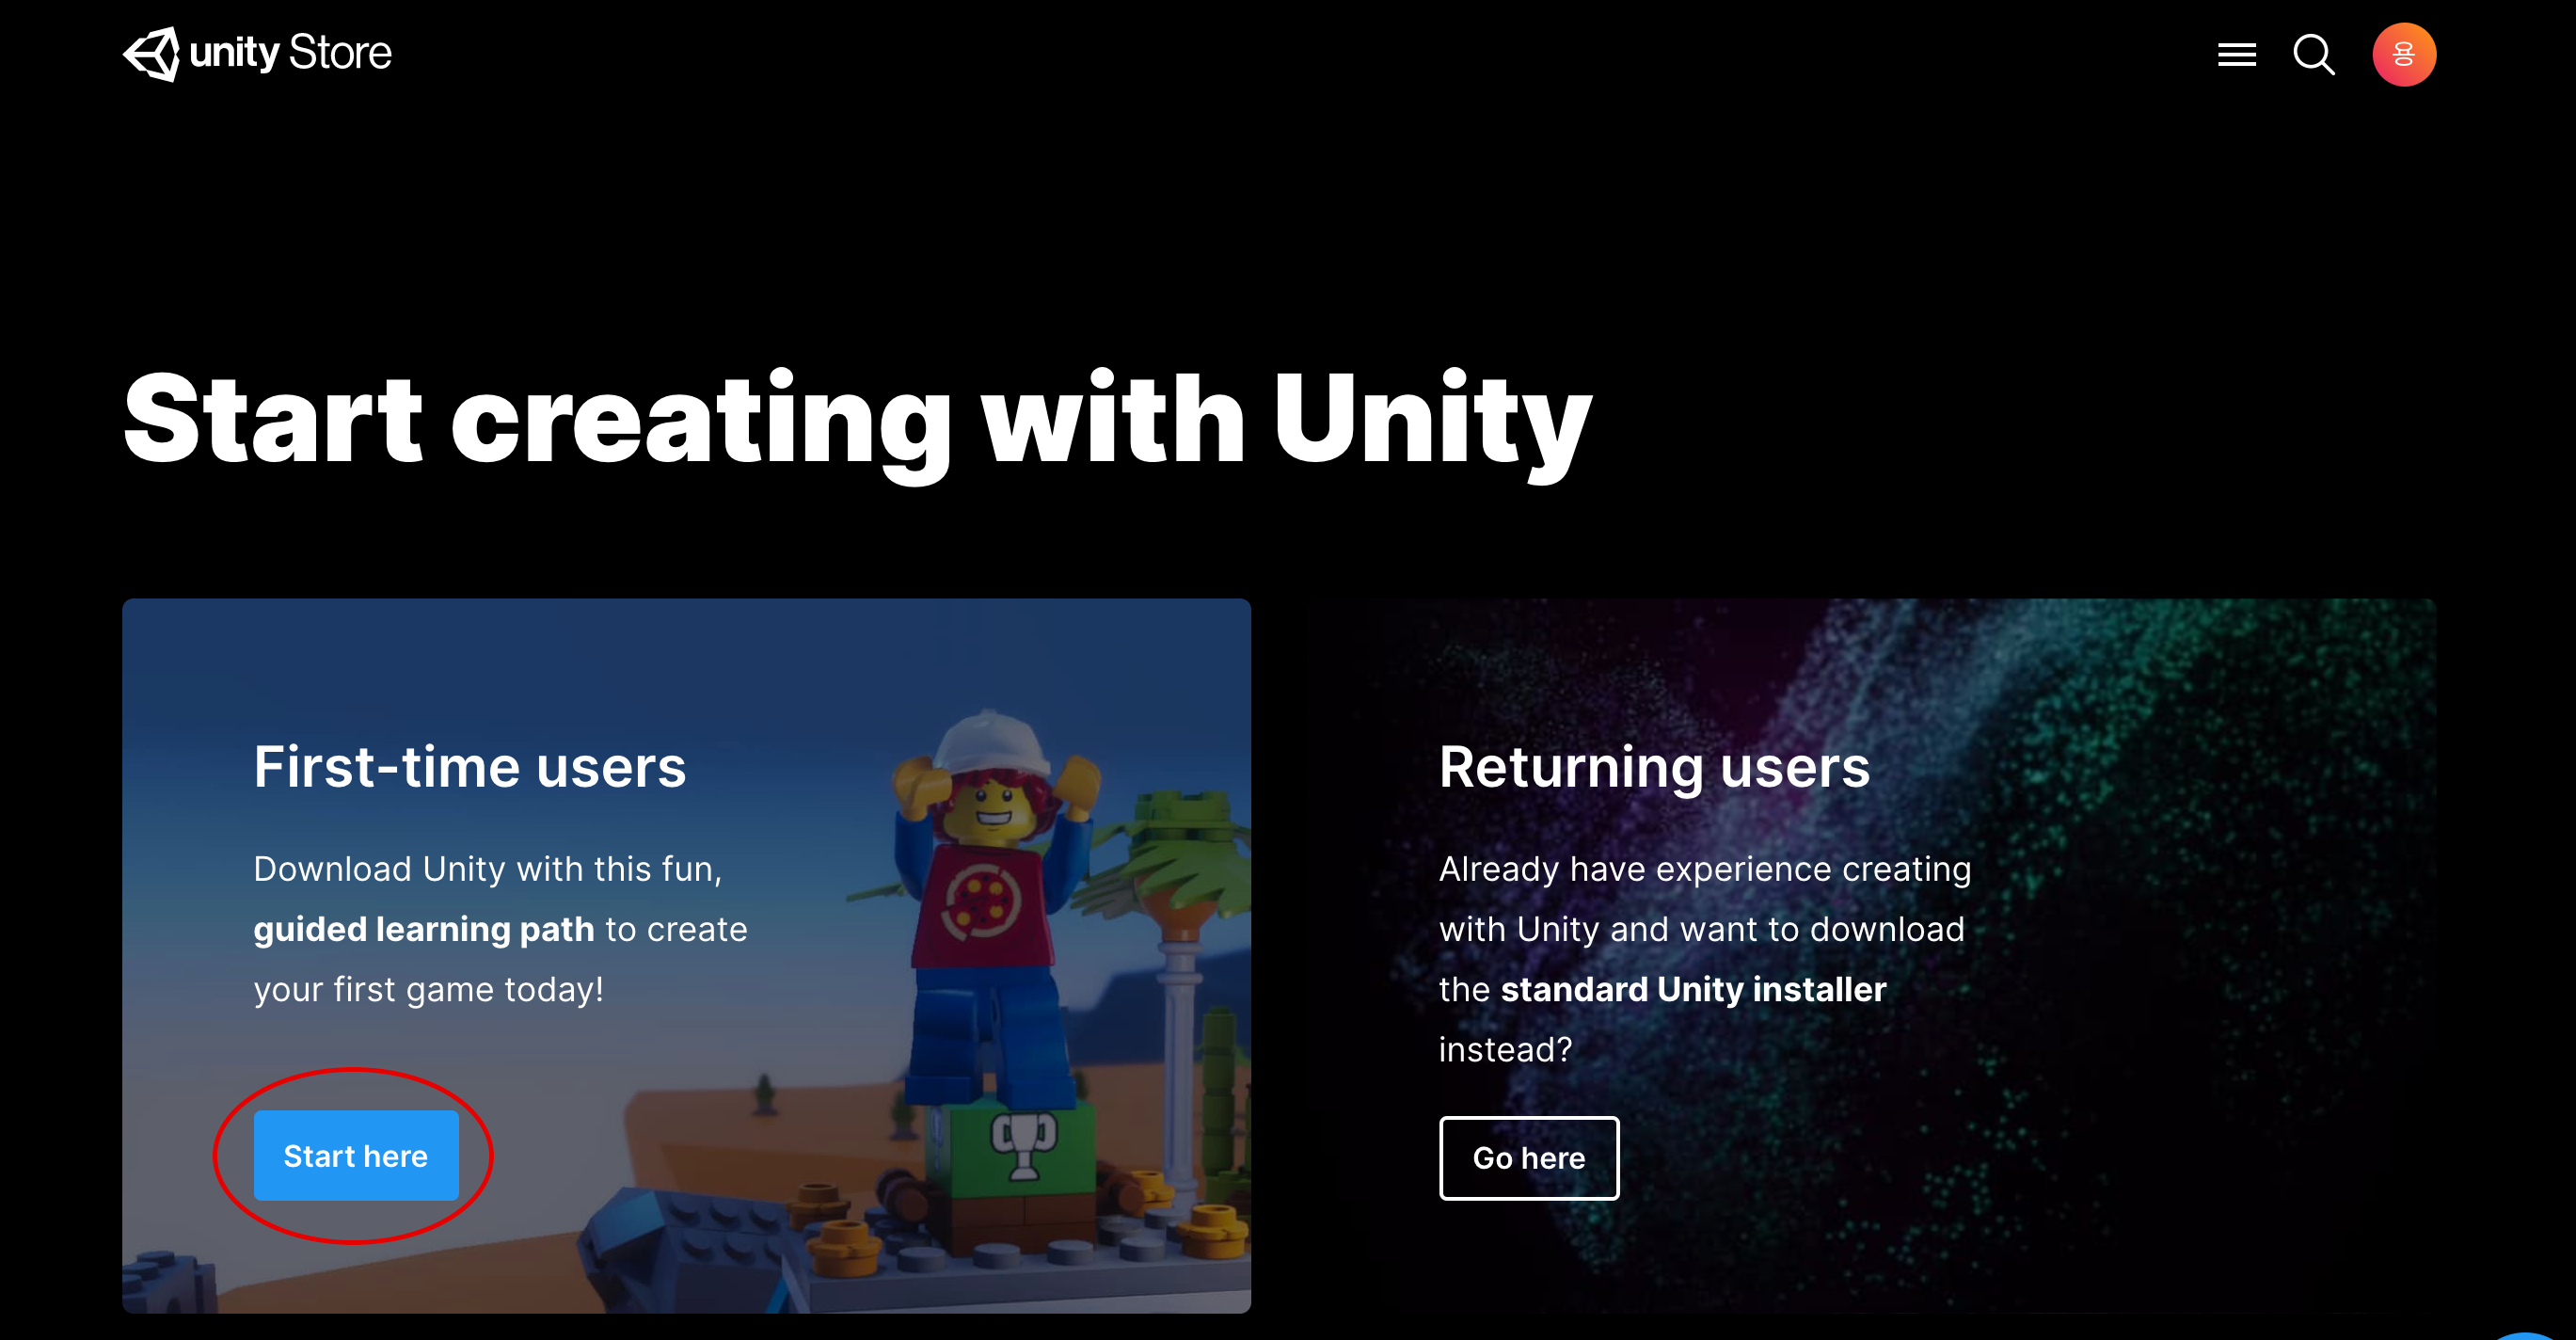 unity Store
용
Start creating with Unity
First-time users
Download Unity with this fun,
guided learning path to create
your first game today!
Start here
Returning users
Already have experience creating
with Unity and want to download
the standard Unity installer
instead?
Go here